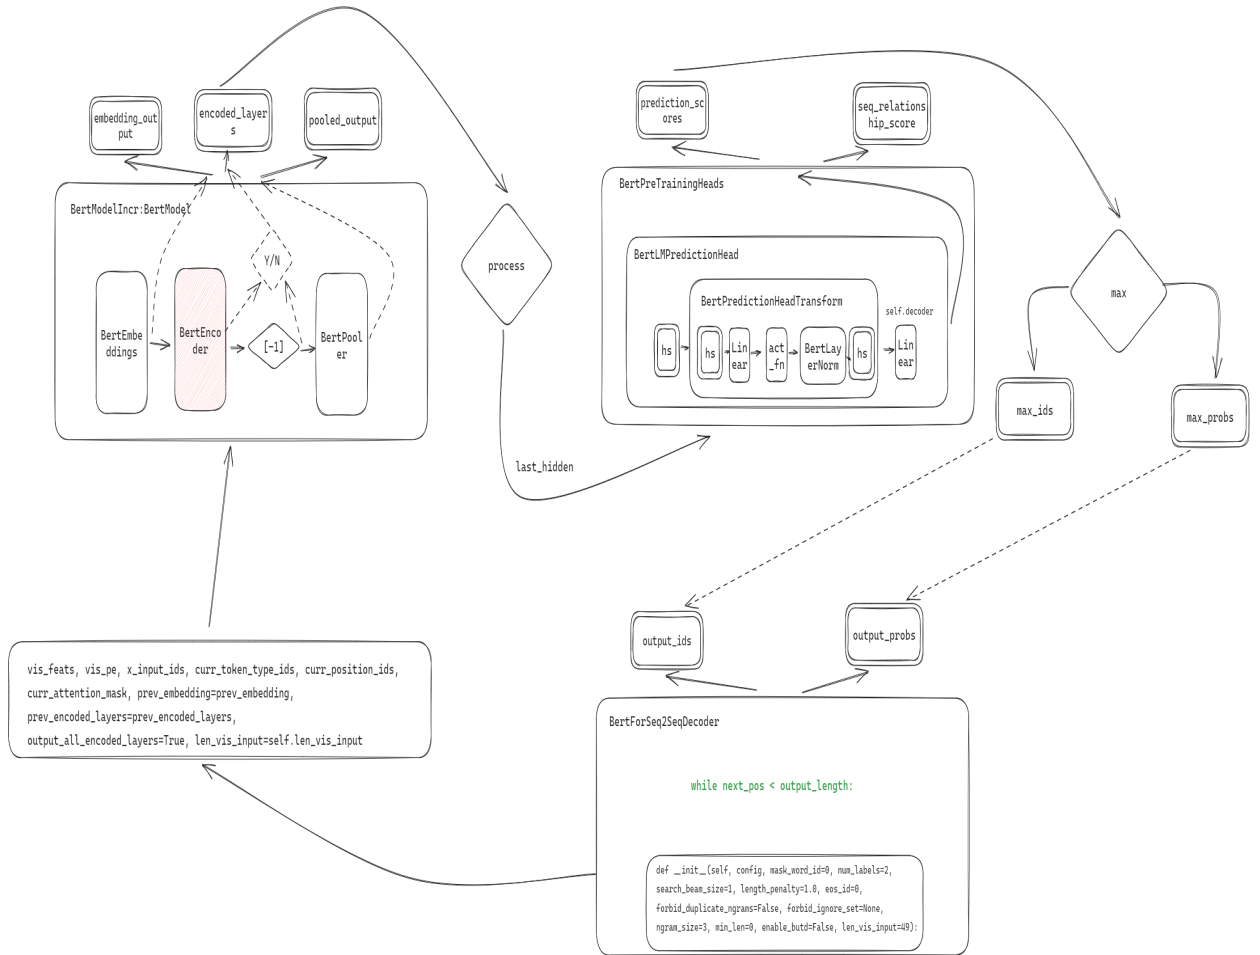 embedding_out
put
encoded_layer
s
pooled_output
prediction_sc
ores
seq_relations
hip_score
BertModelIncr:BertModel
Y/N
BertEmbe
ddings
BertEnco
der
[-1]
BertPool
er
process
last_hidden
BertPreTrainingHeads
BertLMPredictionHead
BertPredictionHeadTransform
self.decoder
hs
hs
Lin
ear
act
_fn
BertLay
erNorm
hs
Lin
ear
max
max_ids
max_probs
vis_feats, vis_pe, x_input_ids, curr_token_type_ids, curr_position_ids,
curr_attention_mask, prev_embedding=prev_embedding,
prev_encoded_layers=prev_encoded_layers,
output_all_encoded_layers=True, len_vis_input=self.len_vis_input
output_ids
output_probs
BertForSeq2SeqDecoder
while next_pos < output_length:
def __init__(self, config, mask_word_id=0, num_labels=2,
search_beam_size=1, length_penalty=1.0, eos_id=0,
forbid_duplicate_ngrams=False, forbid_ignore_set=None,
ngram_size=3, min_len=0, enable_butd=False, len_vis_input=49):